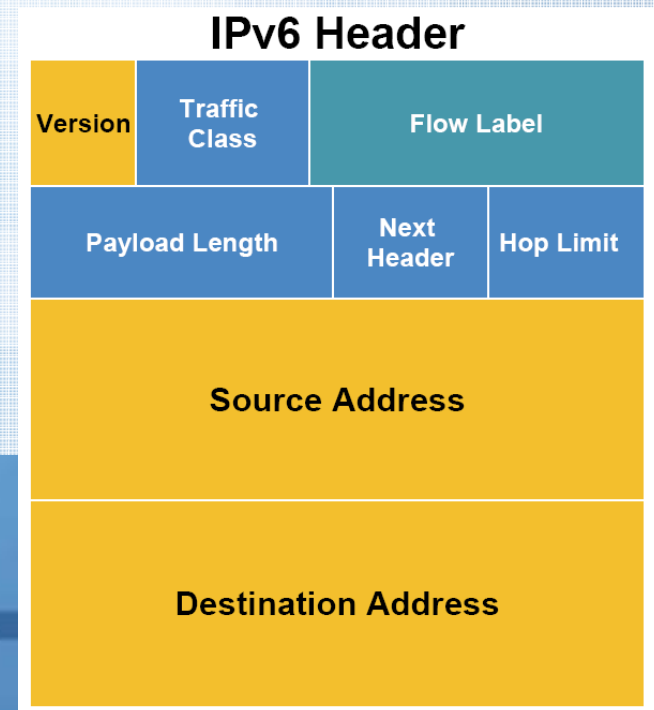 IPv6 Header
Version
Traffic
Class
Flow Label
Payload Length
Next
Header
Hop Limit
Source Address
Destination Address